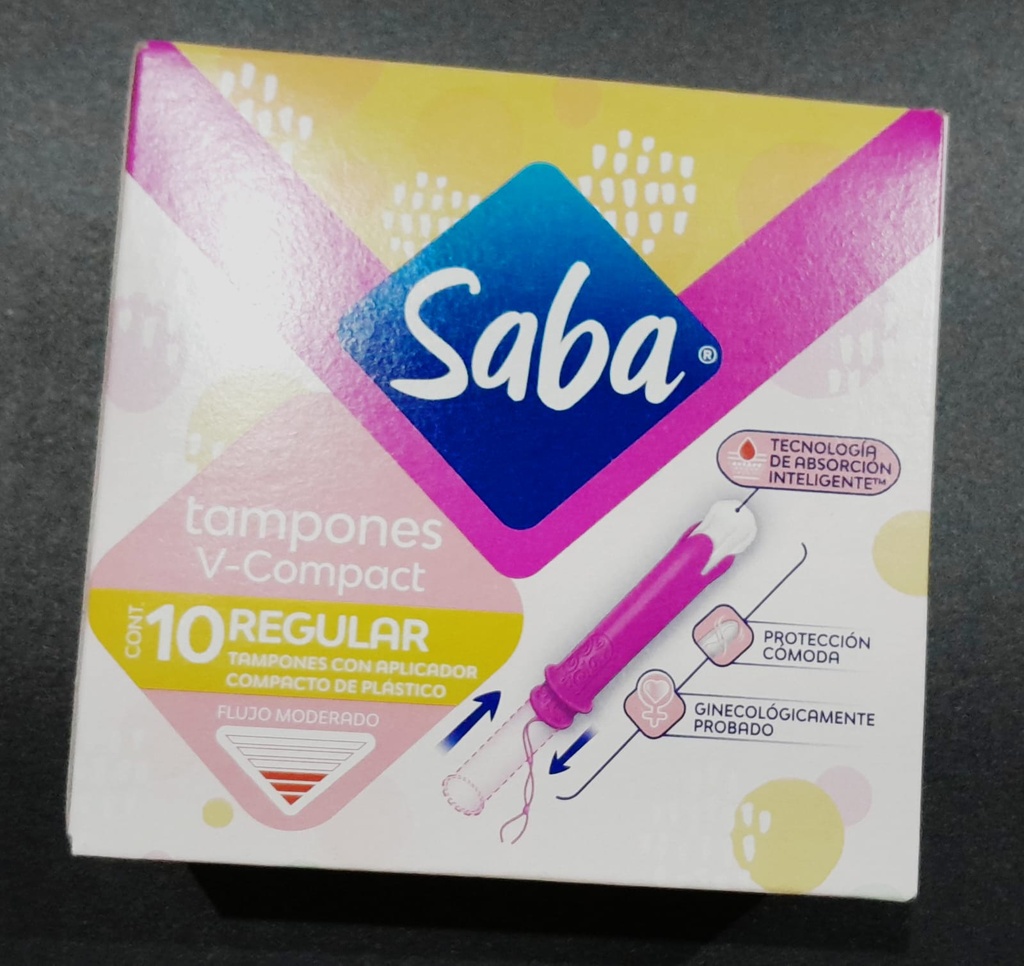 Saba®
TECNOLOGÍA
DE ABSORCIÓN
INTELIGENTE™
tampones
V-Compact
CONT. 10 REGULAR
TAMPONES CON APLICADOR
COMPACTO DE PLÁSTICO
FLUJO MODERADO
PROTECCIÓN
CÓMODA
GINECOLÓGICAMENTE
PROBADO